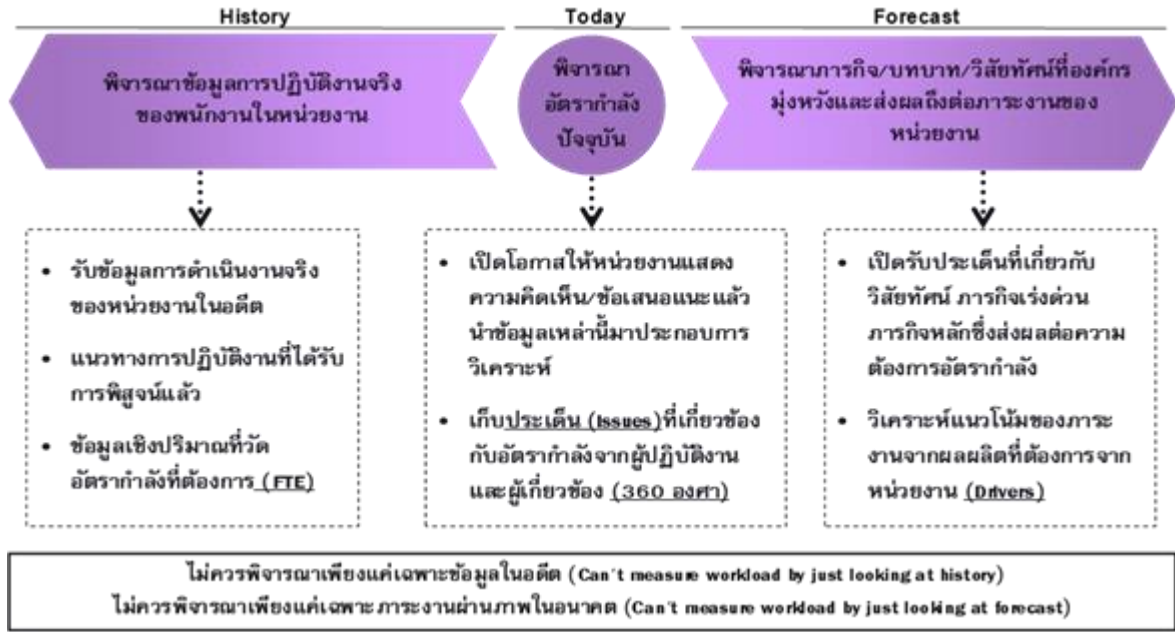 History
Today
Forecast
พิจารณาข้อมูลการปฏิบัติงานจริง
ของพนักงานในหน่วยงาน
พิจารณา
อัตรากำลัง
ปัจจุบัน
พิจารณาภารกิจ/บทบาท/วิสัยทัศน์ที่องค์กร
มุ่งหวังและส่งผลถึงต่อภาระงานของ
หน่วยงาน
• รับข้อมูลการดำเนินงานจริง
ของหน่วยงานในอดีต
• แนวทางการปฏิบัติงานที่ได้รับ
การพิสูจน์แล้ว
• ข้อมูลเชิงปริมาณที่วัด
อัตรากำลังที่ต้องการ (FTE)
• เปิดโอกาสให้หน่วยงานแสดง
ความคิดเห็น/ข้อเสนอแนะแล้ว
นำข้อมูลเหล่านี้มาประกอบการ
วิเคราะห์
• เก็บประเด็น (Issues)ที่เกี่ยวข้อง
กับอัตรากำลังจากผู้ปฏิบัติงาน
และผู้เกี่ยวข้อง (360 องศา)
• เปิดรับประเด็นที่เกี่ยวกับ
วิสัยทัศน์ ภารกิจเร่งด่วน
ภารกิจหลักซึ่งส่งผลต่อความ
ต้องการอัตรากำลัง
• วิเคราะห์แนวโน้มของภาระ
งานจากผลผลิตที่ต้องการจาก
หน่วยงาน (Drivers)
ไม่ควรพิจารณาเพียงแค่เฉพาะข้อมูลในอดีต (Can't measure workload by just looking at history)
ไม่ควรพิจารณาเพียงแค่เฉพาะภาระงานผ่านภาพในอนาคต (Can't measure workload by just looking at forecast)